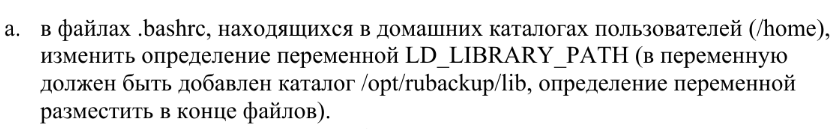 a. в файлах .bashrc, находящихся в домашних каталогах пользователей (/home),
изменить определение переменной LD_LIBRARY_PATH (в переменную
должен быть добавлен каталог /opt/rubackup/lib, определение переменной
разместить в конце файлов).